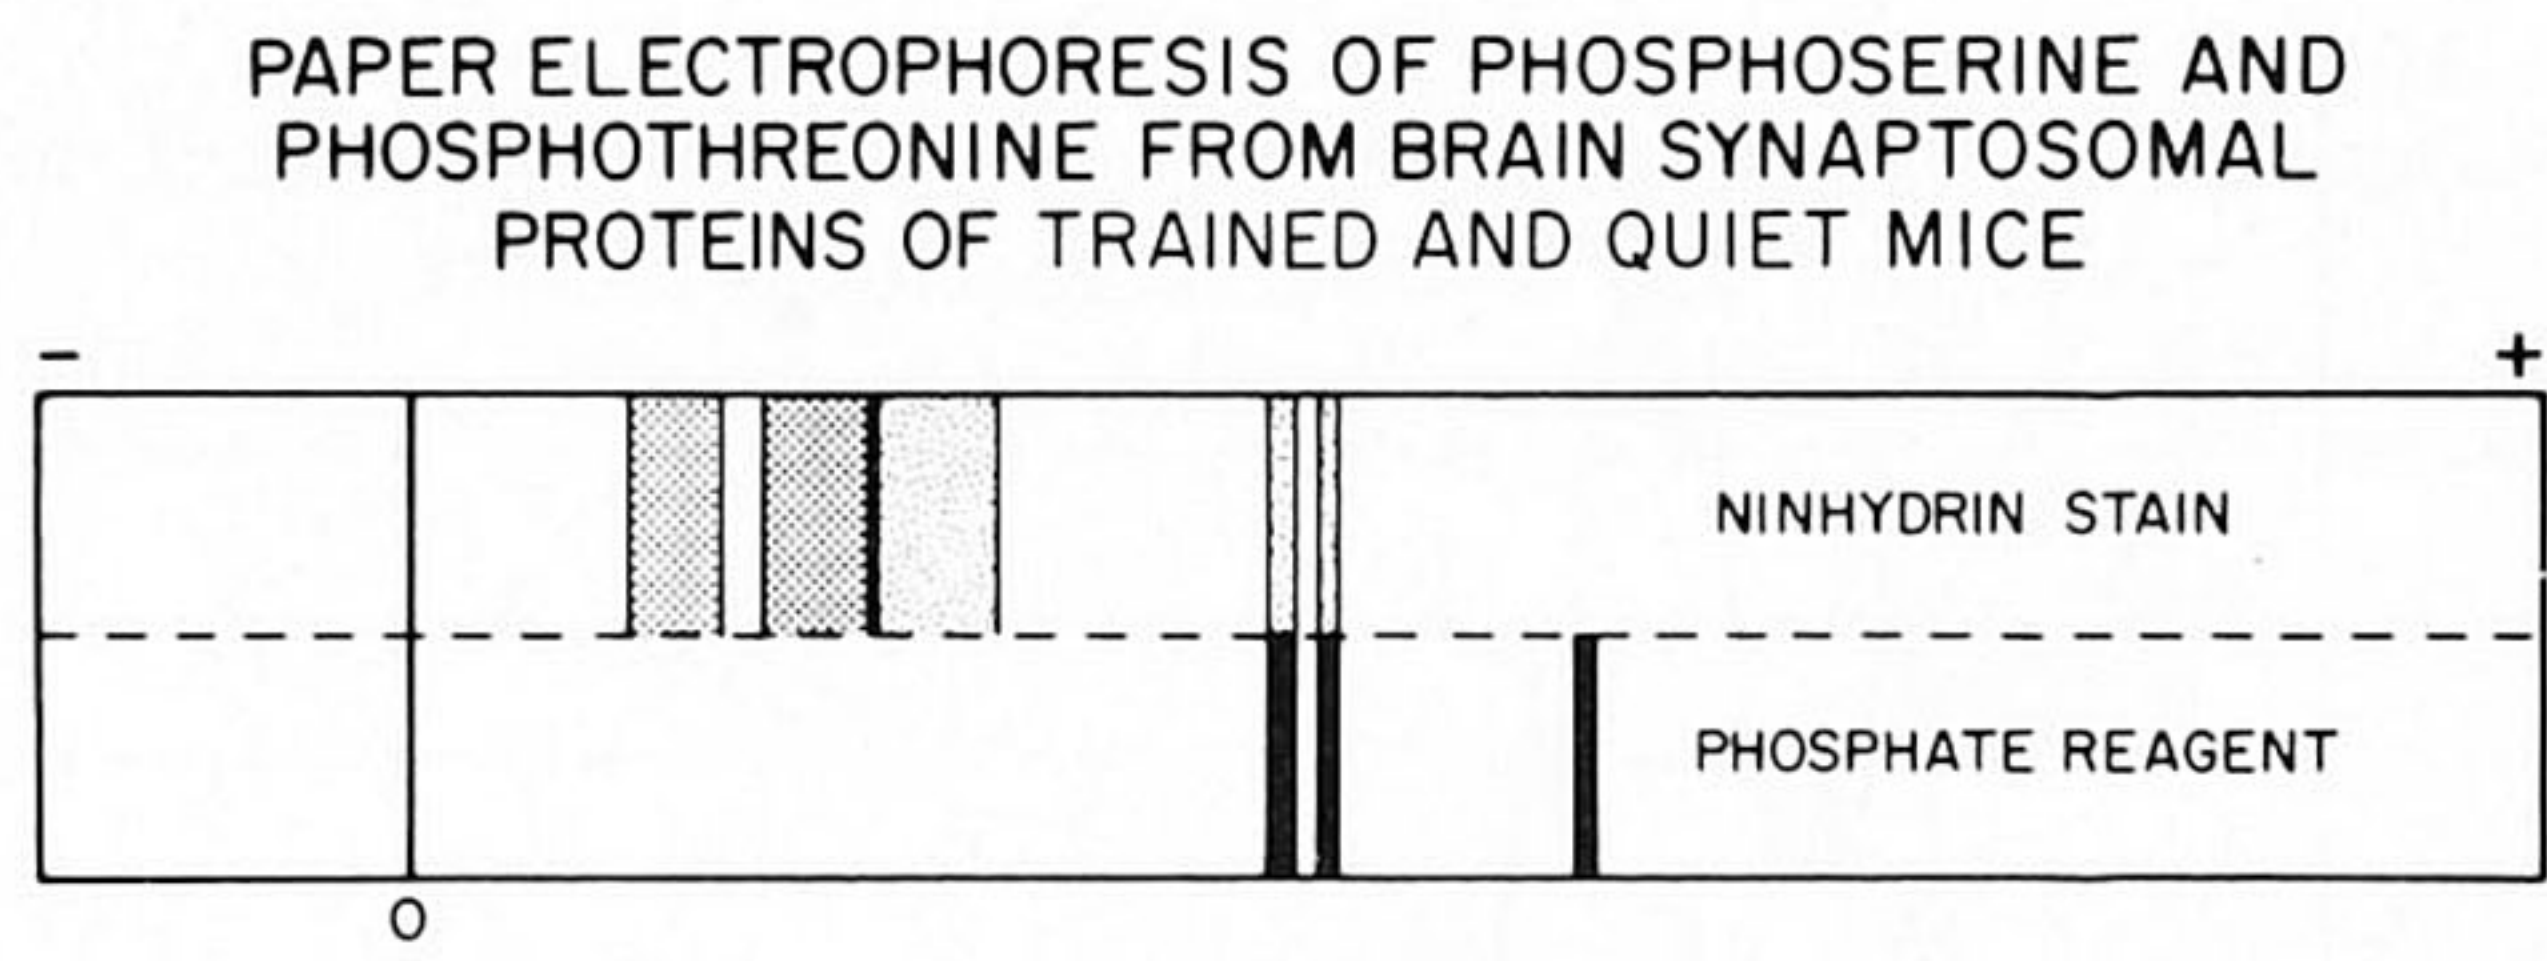 PAPER ELECTROPHORESIS OF PHOSPHOSERINE AND
PHOSPHOTHREONINE FROM BRAIN SYNAPTOSOMAL
PROTEINS OF TRAINED AND QUIET MICE
− +
NINHYDRIN STAIN
PHOSPHATE REAGENT
O